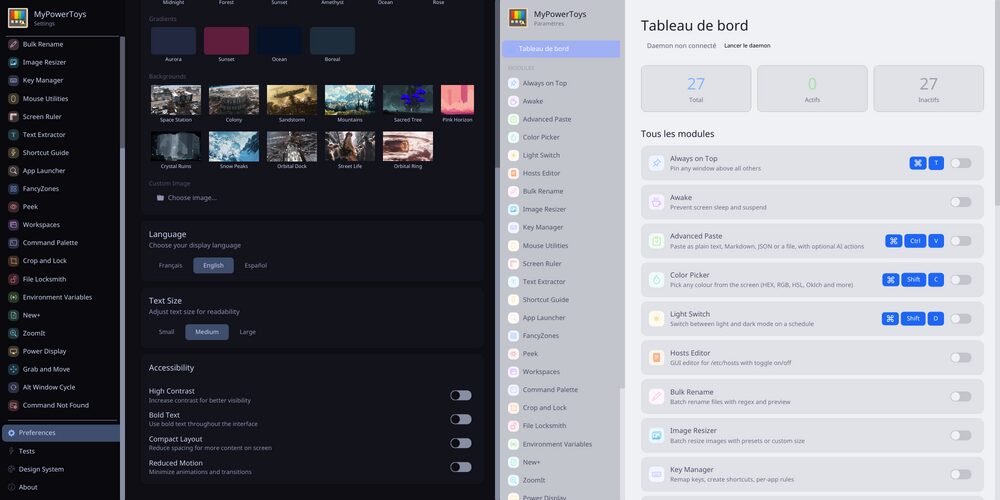 MyPowerToys
Settings
Bulk Rename
Image Resizer
Key Manager
Mouse Utilities
Screen Ruler
Text Extractor
Shortcut Guide
App Launcher
FancyZones
Peek
Workspaces
Command Palette
Crop and Lock
File Locksmith
Environment Variables
New+
ZoomIt
Power Display
Grab and Move
Alt Window Cycle
Command Not Found
Preferences
Tests
Design System
About
Midnight
Forest
Sunset
Amethyst
Ocean
Rose
Gradients
Aurora
Sunset
Ocean
Boreal
Backgrounds
Space Station
Colony
Sandstorm
Mountains
Sacred Tree
Pink Horizon
Crystal Ruins
Snow Peaks
Orbital Dock
Street Life
Orbital Ring
Custom Image
Choose image...
Language
Choose your display language
Français
English
Español
Text Size
Adjust text size for readability
Small
Medium
Large
Accessibility
High Contrast
Increase contrast for better visibility
Bold Text
Use bold text throughout the interface
Compact Layout
Reduce spacing for more content on screen
Reduced Motion
Minimize animations and transitions
MyPowerToys
Paramètres
Tableau de bord
MODULES
Always on Top
Awake
Advanced Paste
Color Picker
Light Switch
Hosts Editor
Bulk Rename
Image Resizer
Key Manager
Mouse Utilities
Screen Ruler
Text Extractor
Shortcut Guide
App Launcher
FancyZones
Peek
Workspaces
Command Palette
Crop and Lock
File Locksmith
Environment Variables
New+
ZoomIt
Power Display
Tableau de bord
Daemon non connecté
Lancer le daemon
27
Total
0
Actifs
27
Inactifs
Tous les modules
Always on Top
Pin any window above all others
⌘ T
Awake
Prevent screen sleep and suspend
Advanced Paste
Paste as plain text, Markdown, JSON or a file, with optional AI actions
⌘ Ctrl V
Color Picker
Pick any colour from the screen (HEX, RGB, HSL, Oklch and more)
⌘ Shift C
Light Switch
Switch between light and dark mode on a schedule
⌘ Shift D
Hosts Editor
GUI editor for /etc/hosts with toggle on/off
Bulk Rename
Batch rename files with regex and preview
Image Resizer
Batch resize images with presets or custom size
Key Manager
Remap keys, create shortcuts, per-app rules